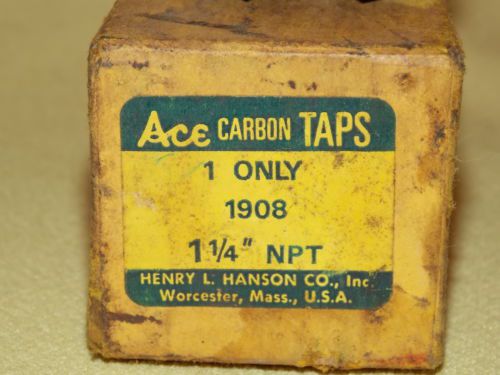 Ace CARBON TAPS
1 ONLY
1908
1 1/4" NPT
HENRY L. HANSON CO., Inc.
Worcester, Mass., U.S.A.